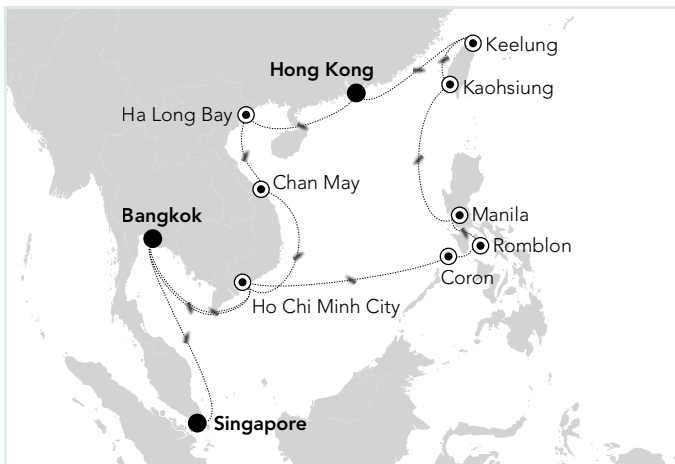 Keelung
Hong Kong
Kaohsiung
Ha Long Bay
Chan May
Bangkok
Manila
Romblon
Coron
Ho Chi Minh City
Singapore